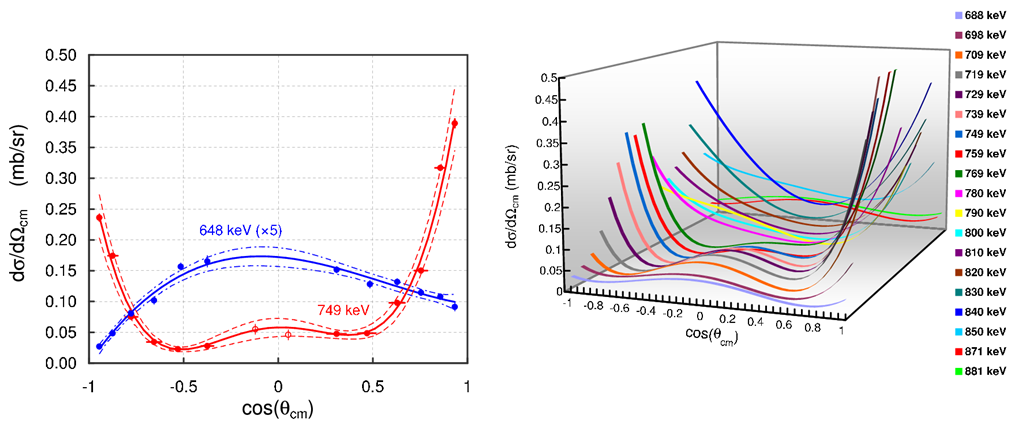 dσ/dΩcm (mb/sr)
0.50
0.45
0.40
0.35
0.30
0.25
0.20
0.15
0.10
0.05
0.00
648 keV (×5)
749 keV
-1 -0.5 0 0.5 1
cos(θcm)
dσ/dΩcm (mb/sr)
0.5
0.45
0.4
0.35
0.3
0.25
0.2
0.15
0.1
0.05
0
-1 -0.8 -0.6 -0.4 -0.2 0 0.2 0.4 0.6 0.8 1
cos(θcm)
688 keV
698 keV
709 keV
719 keV
729 keV
739 keV
749 keV
759 keV
769 keV
780 keV
790 keV
800 keV
810 keV
820 keV
830 keV
840 keV
850 keV
871 keV
881 keV